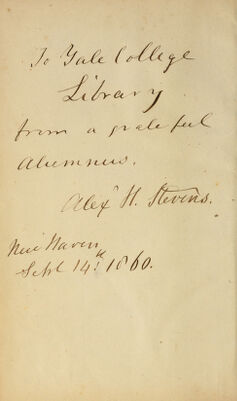 To Yale College
Library
from a grateful
Alumnus.
Alexr H. Stevens.
New Haven
Sept 14th 1860.